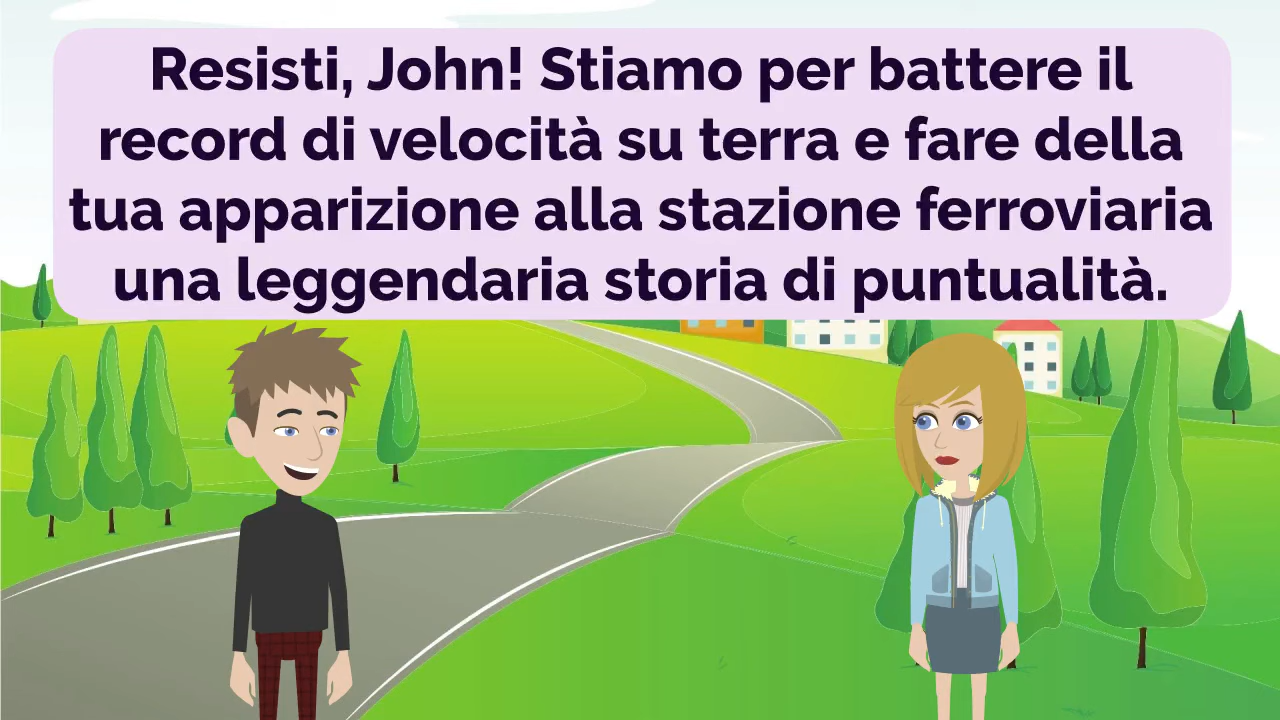 Resisti, John! Stiamo per battere il
record di velocità su terra e fare della
tua apparizione alla stazione ferroviaria
una leggendaria storia di puntualità.